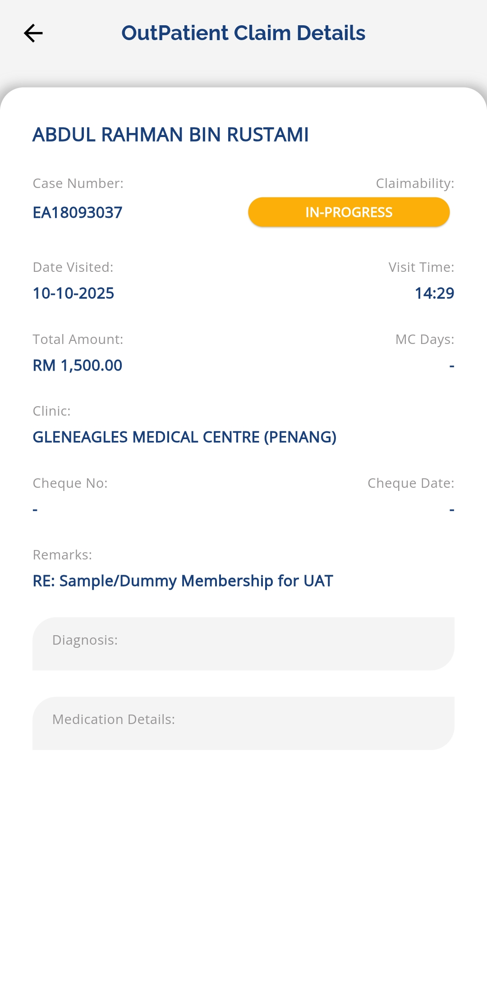 OutPatient Claim Details
ABDUL RAHMAN BIN RUSTAMI
Case Number:
Claimability:
EA18093037
IN-PROGRESS
Date Visited:
Visit Time:
10-10-2025
14:29
Total Amount:
MC Days:
RM 1,500.00
-
Clinic:
GLENEAGLES MEDICAL CENTRE (PENANG)
Cheque No:
Cheque Date:
-
-
Remarks:
RE: Sample/Dummy Membership for UAT
Diagnosis:
Medication Details: